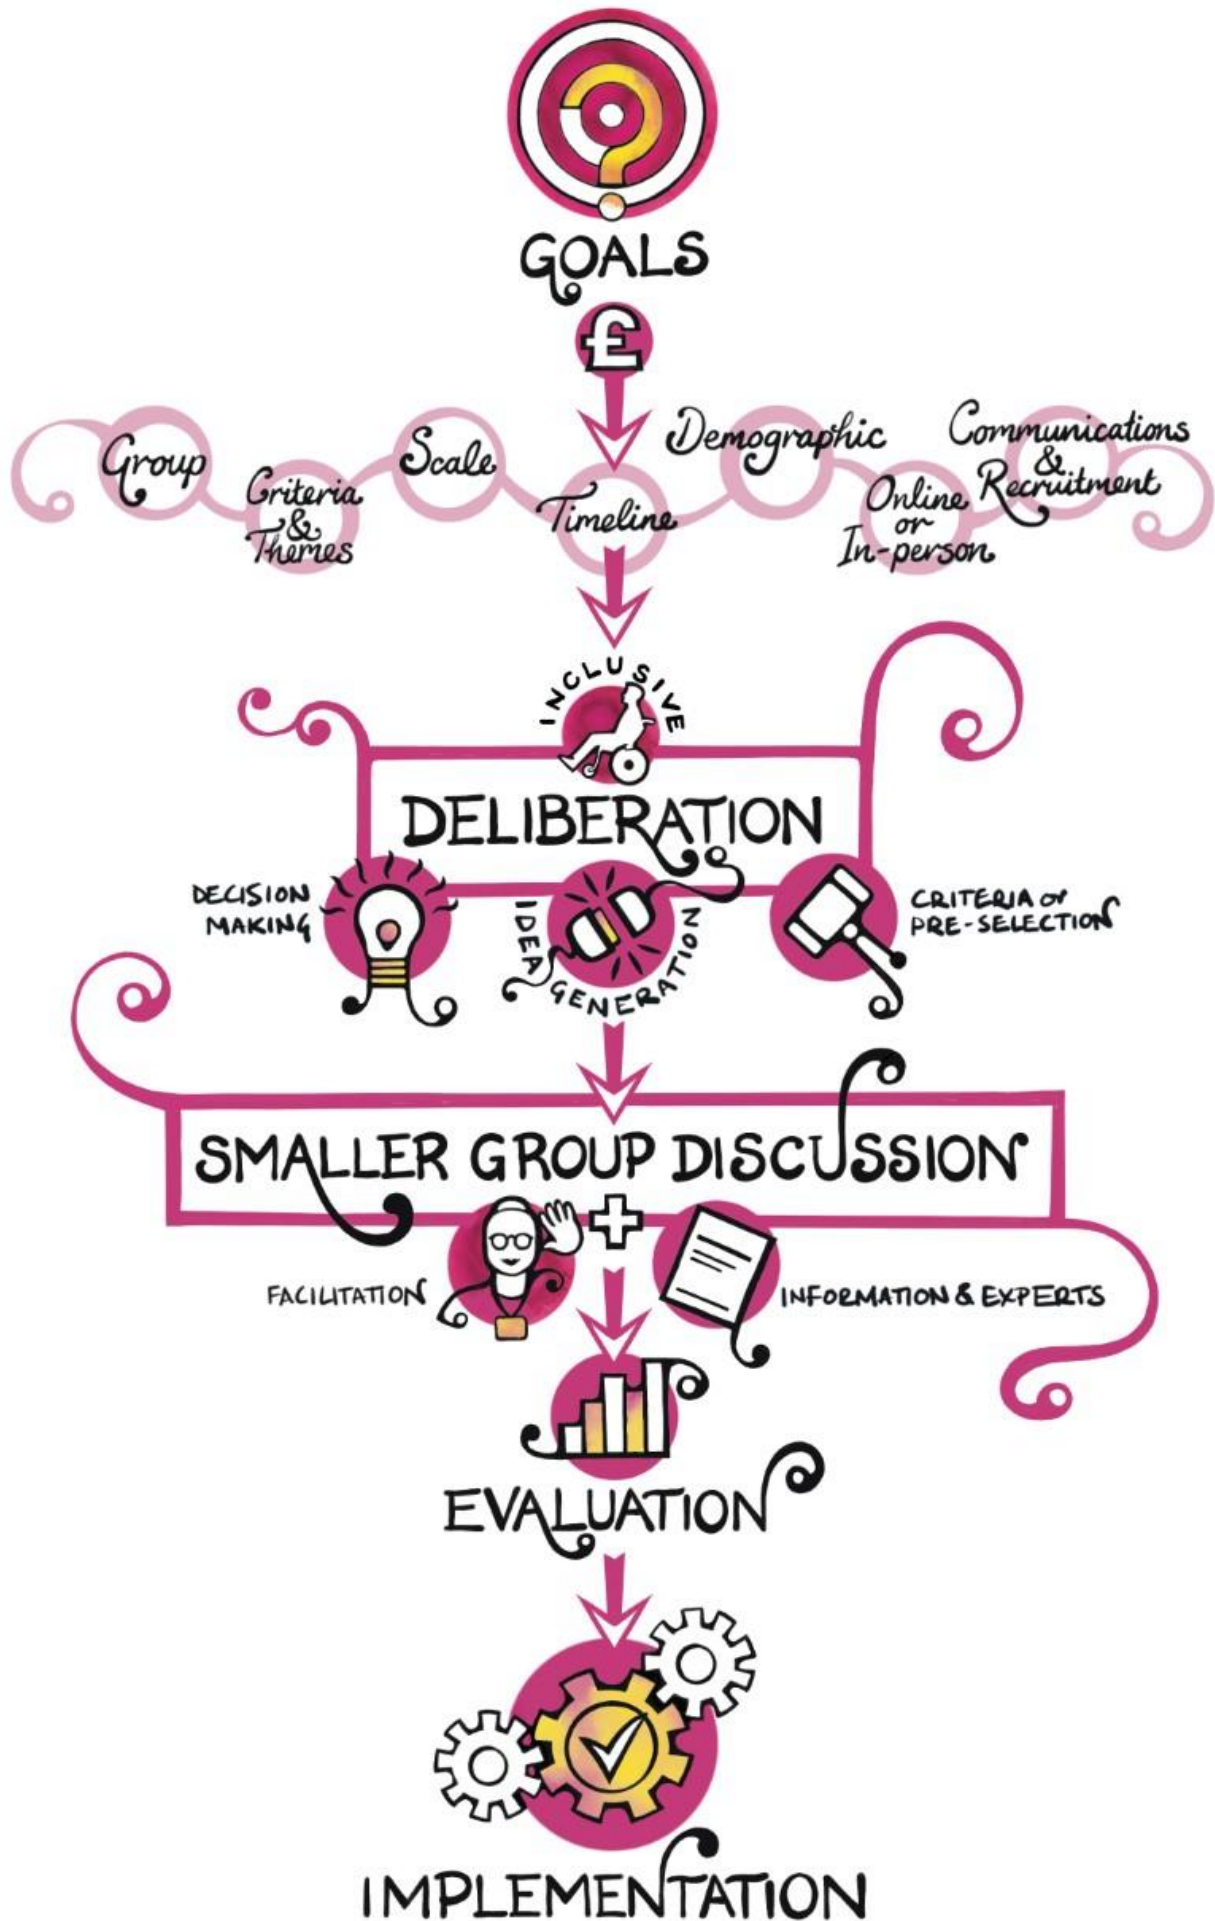 GOALS
£
Group
Criteria
&
Themes
Scale
Timeline
Demographic
Online
or
In-person
Communications
&
Recruitment
INCLUSIVE
DELIBERATION
DECISION
MAKING
IDEA GENERATION
CRITERIA or
PRE-SELECTION
SMALLER GROUP DISCUSSION
+
FACILITATION
INFORMATION & EXPERTS
EVALUATION
IMPLEMENTATION